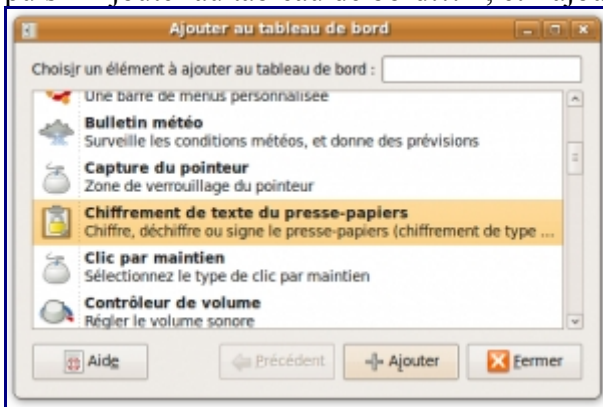 Ajouter au tableau de bord
Choisir un élément à ajouter au tableau de bord :
Une barre de menus personnalisée
Bulletin météo
Surveille les conditions météos, et donne des prévisions
Capture du pointeur
Zone de verrouillage du pointeur
Chiffrement de texte du presse-papiers
Chiffre, déchiffre ou signe le presse-papiers (chiffrement de type ...
Clic par maintien
Sélectionnez le type de clic par maintien
Contrôleur de volume
Régler le volume sonore
Aide
Précédent
Ajouter
Fermer